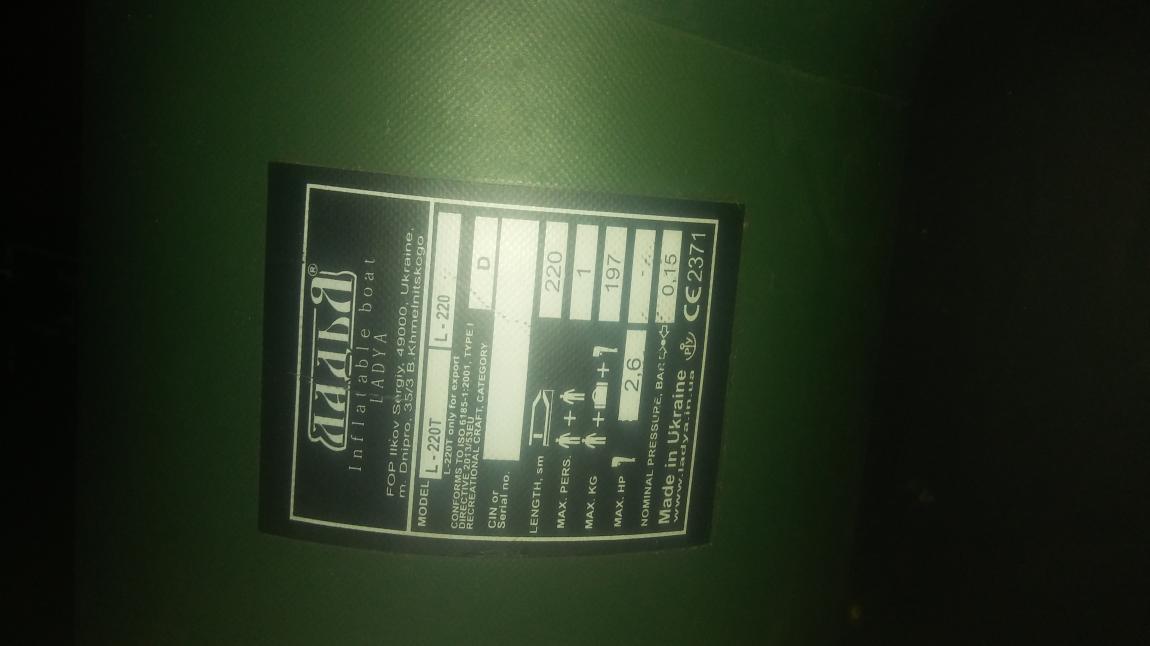 ЛАДЬЯ®
Inflatable boat
LADYA
FOP Ilkov Sergiy, 49000, Ukraine,
m. Dnipro, 35/3 B.Khmelnitskogo
MODEL L - 220T L - 220
L-220T only for export
CONFORMS TO ISO 6185-1:2001, TYPE I
DIRECTIVE 2013/53EU
RECREATIONAL CRAFT, CATEGORY D
CIN or
Serial no.
LENGTH, sm 220
MAX. PERS. + 1
MAX. KG + + 197
MAX. HP 2,6 --
NOMINAL PRESSURE, BAR 0,15
Made in Ukraine CE 2371
www.ladya.in.ua